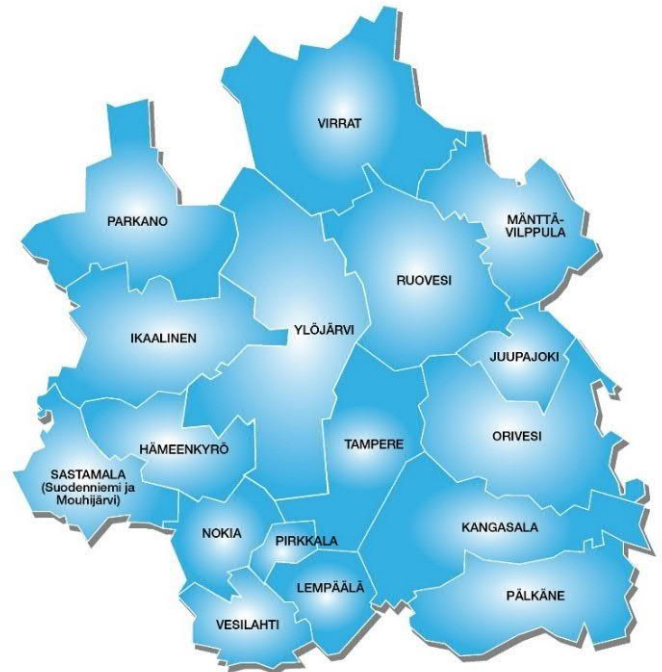 VIRRAT
PARKANO
MÄNTTÄ-
VILPPULA
RUOVESI
IKAALINEN
YLÖJÄRVI
JUUPAJOKI
HÄMEENKYRÖ
TAMPERE
ORIVESI
SASTAMALA
(Suodenniemi ja
Mouhijärvi)
NOKIA
PIRKKALA
KANGASALA
LEMPÄÄLÄ
PÄLKÄNE
VESILAHTI